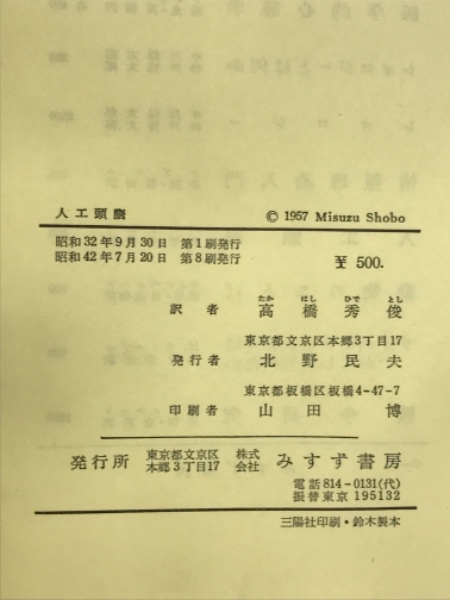 人工頭脳
© 1957 Misuzu Shobo
昭和32年9月30日 第1刷発行
昭和42年7月20日 第8刷発行
¥ 500.
たか はし ひで とし
訳者 高橋秀俊
東京都文京区本郷3丁目17
発行者 北野民夫
東京都板橋区板橋4-47-7
印刷者 山田博
発行所 東京都文京区本郷3丁目17 株式会社 みすず書房
電話814-0131(代)
振替東京 195132
三陽社印刷・鈴木製本